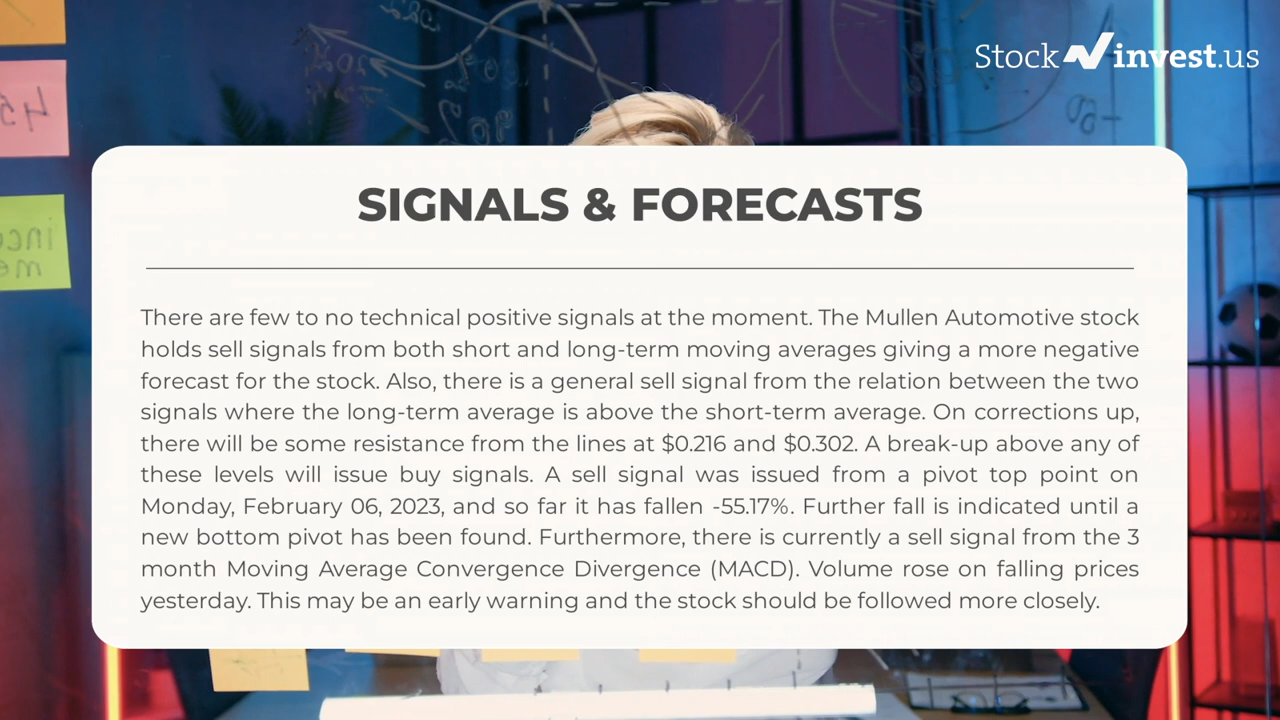 Stock invest.us
SIGNALS & FORECASTS
There are few to no technical positive signals at the moment. The Mullen Automotive stock
holds sell signals from both short and long-term moving averages giving a more negative
forecast for the stock. Also, there is a general sell signal from the relation between the two
signals where the long-term average is above the short-term average. On corrections up,
there will be some resistance from the lines at $0.216 and $0.302. A break-up above any of
these levels will issue buy signals. A sell signal was issued from a pivot top point on
Monday, February 06, 2023, and so far it has fallen -55.17%. Further fall is indicated until a
new bottom pivot has been found. Furthermore, there is currently a sell signal from the 3
month Moving Average Convergence Divergence (MACD). Volume rose on falling prices
yesterday. This may be an early warning and the stock should be followed more closely.